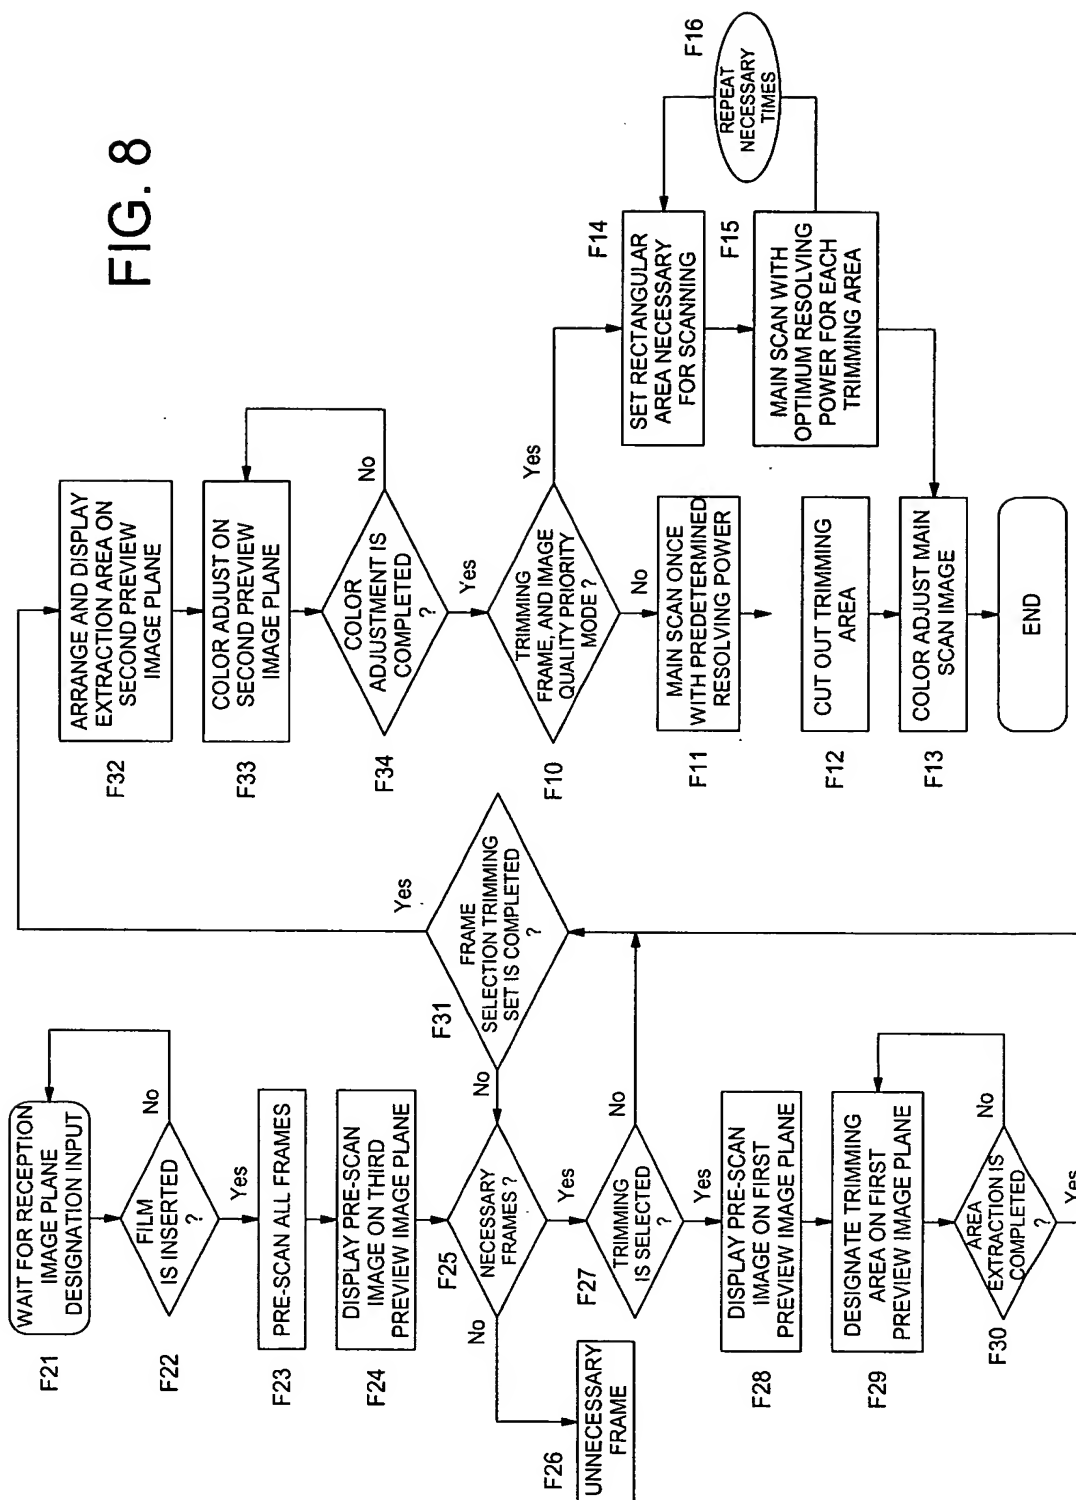 FIG. 8
F21
WAIT FOR RECEPTION
IMAGE PLANE
DESIGNATION INPUT
F22
FILM
IS INSERTED
?
No
Yes
F23
PRE-SCAN ALL FRAMES
F24
DISPLAY PRE-SCAN
IMAGE ON THIRD
PREVIEW IMAGE PLANE
F25
NECESSARY
FRAMES ?
No
Yes
F26
UNNECESSARY
FRAME
F27
TRIMMING
IS SELECTED
?
No
Yes
F28
DISPLAY PRE-SCAN
IMAGE ON FIRST
PREVIEW IMAGE PLANE
F29
DESIGNATE TRIMMING
AREA ON FIRST
PREVIEW IMAGE PLANE
F30
AREA
EXTRACTION IS
COMPLETED
?
No
Yes
F31
FRAME
SELECTION TRIMMING
SET IS COMPLETED
?
No
Yes
F32
ARRANGE AND DISPLAY
EXTRACTION AREA ON
SECOND PREVIEW
IMAGE PLANE
F33
COLOR ADJUST ON
SECOND PREVIEW
IMAGE PLANE
F34
COLOR
ADJUSTMENT IS
COMPLETED
?
No
Yes
F10
TRIMMING
FRAME, AND IMAGE
QUALITY PRIORITY
MODE ?
Yes
No
F11
MAIN SCAN ONCE
WITH PREDETERMINED
RESOLVING POWER
F12
CUT OUT TRIMMING
AREA
F13
COLOR ADJUST MAIN
SCAN IMAGE
END
F14
SET RECTANGULAR
AREA NECESSARY
FOR SCANNING
F15
MAIN SCAN WITH
OPTIMUM RESOLVING
POWER FOR EACH
TRIMMING AREA
F16
REPEAT
NECESSARY
TIMES